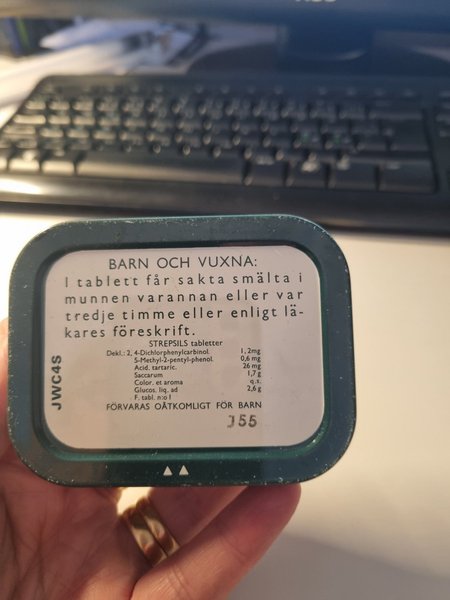 BARN OCH VUXNA:
1 tablett får sakta smälta i
munnen varannan eller var
tredje timme eller enligt lä-
kares föreskrift.
STREPSILS tabletter
Dekl.: 2, 4-Dichlorphenylcarbinol. 1,2mg
5-Methyl-2-pentyl-phenol. 0,6 mg
Acid. tartaric. 26 mg
Saccarum 1,7 g
Color. et aroma q.s.
Glucos. liq. ad 2,6 g
F. tabl. n:o 1
FÖRVARAS OÅTKOMLIGT FÖR BARN
J55
JWC4S